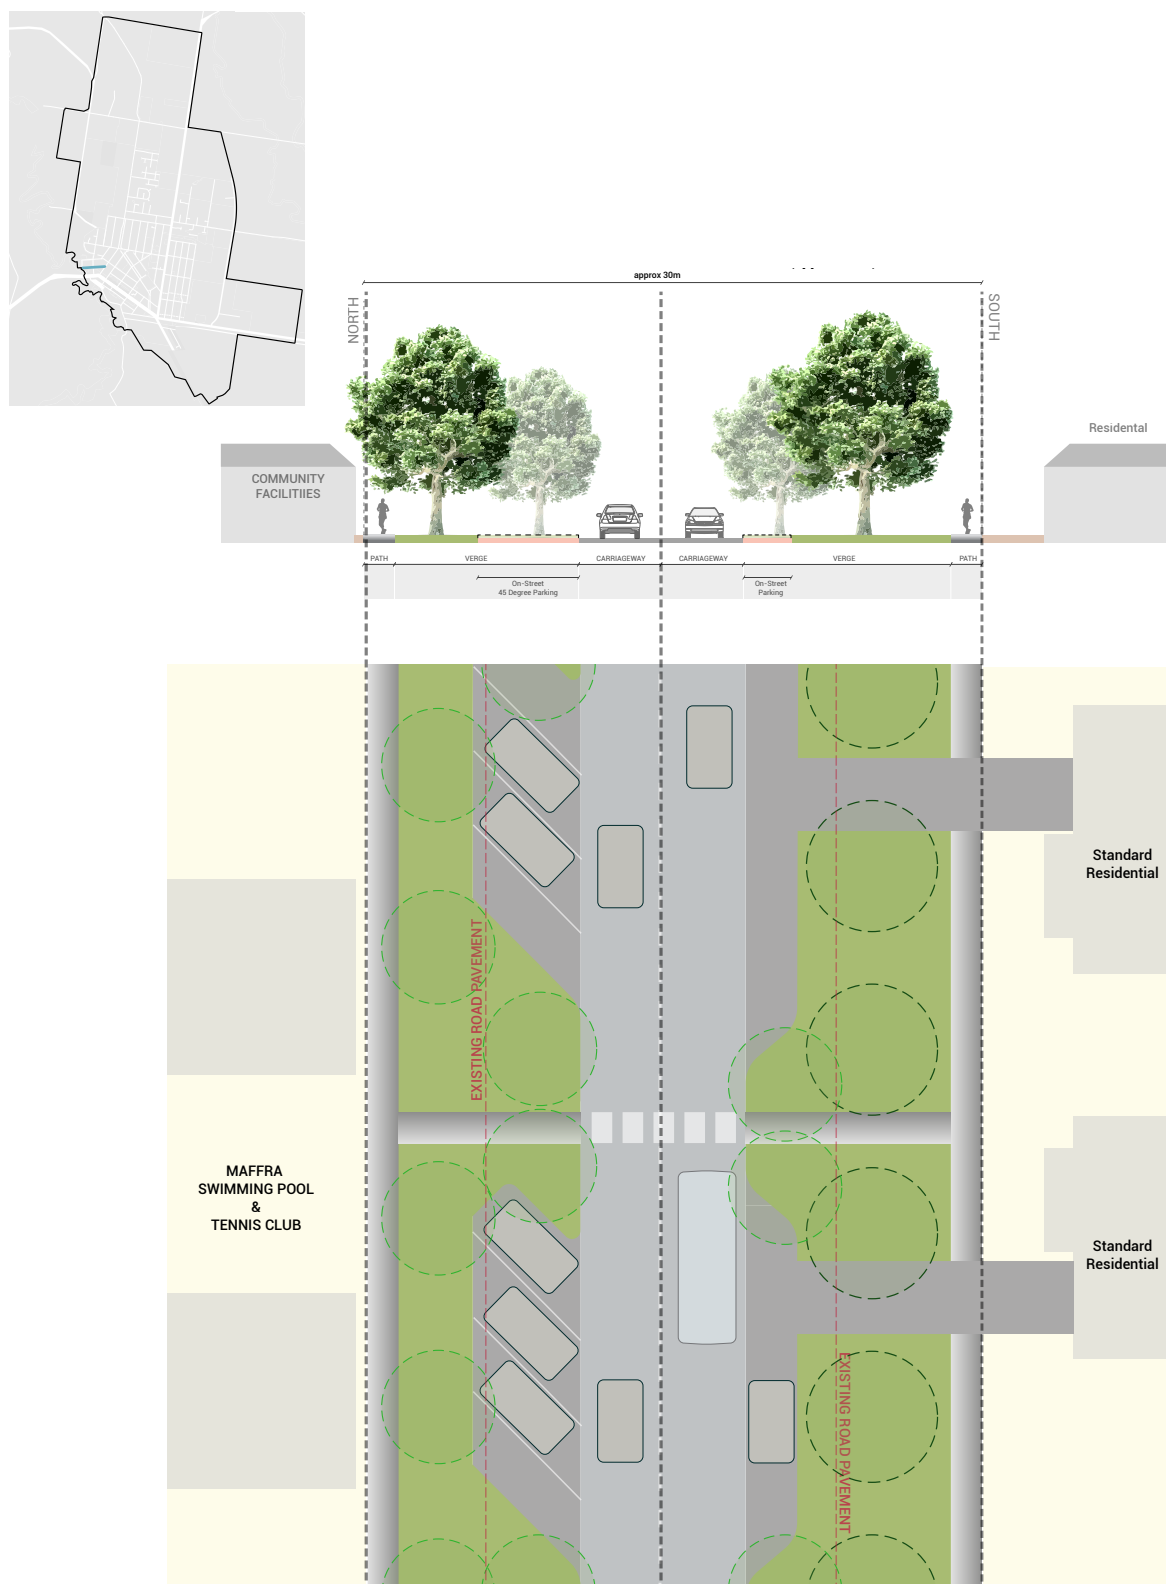 approx 30m
NORTH
SOUTH
Residental
COMMUNITY
FACILITIIES
PATH
VERGE
CARRIAGEWAY
CARRIAGEWAY
VERGE
PATH
On-Street
45 Degree Parking
On-Street
Parking
Standard
Residential
EXISTING ROAD PAVEMENT
MAFFRA
SWIMMING POOL
&
TENNIS CLUB
Standard
Residential
EXISTING ROAD PAVEMENT